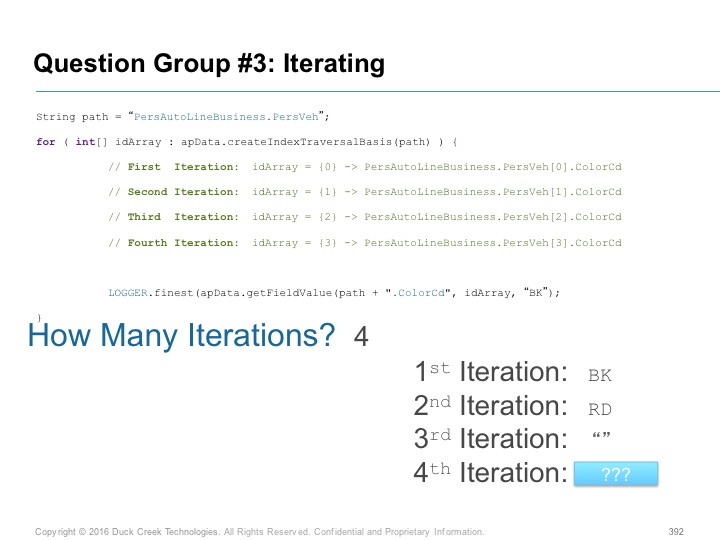 Question Group #3: Iterating
String path = “PersAutoLineBusiness.PersVeh”;
for ( int[] idArray : apData.createIndexTraversalBasis(path) ) {
// First Iteration: idArray = {0} -> PersAutoLineBusiness.PersVeh[0].ColorCd
// Second Iteration: idArray = {1} -> PersAutoLineBusiness.PersVeh[1].ColorCd
// Third Iteration: idArray = {2} -> PersAutoLineBusiness.PersVeh[2].ColorCd
// Fourth Iteration: idArray = {3} -> PersAutoLineBusiness.PersVeh[3].ColorCd
LOGGER.finest(apData.getFieldValue(path + ".ColorCd", idArray, “BK”);
}
How Many Iterations? 4
1st Iteration: BK
2nd Iteration: RD
3rd Iteration: “”
4th Iteration: ???
Copyright © 2016 Duck Creek Technologies. All Rights Reserved. Confidential and Proprietary Information. 392